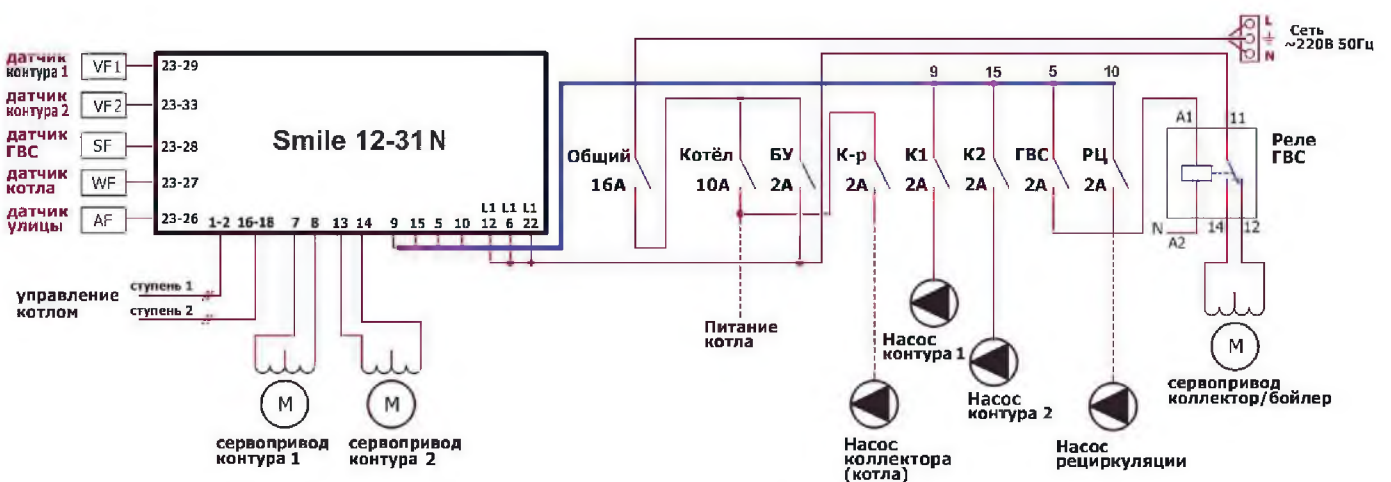 L
N
Сеть
~220В 50Гц
датчик
контура 1
VF1
23-29
датчик
контура 2
VF2
23-33
датчик
ГВС
SF
23-28
датчик
котла
WF
23-27
датчик
улицы
AF
23-26
Smile 12-31 N
1-2 16-18 7 8 13 14 9 15 5 10 12 6 22
L1 L1 L1
9 15 5 10
Общий
16А
Котёл
10А
БУ
2А
К-р
2А
К1
2А
К2
2А
ГВС
2А
РЦ
2А
A1
11
Реле
ГВС
N
A2
14
12
управление
котлом
ступень 1
ступень 2
M
сервопривод
контура 1
M
сервопривод
контура 2
Питание
котла
Насос
коллектора
(котла)
Насос
контура 1
Насос
контура 2
Насос
рециркуляции
M
сервопривод
коллектор/бойлер